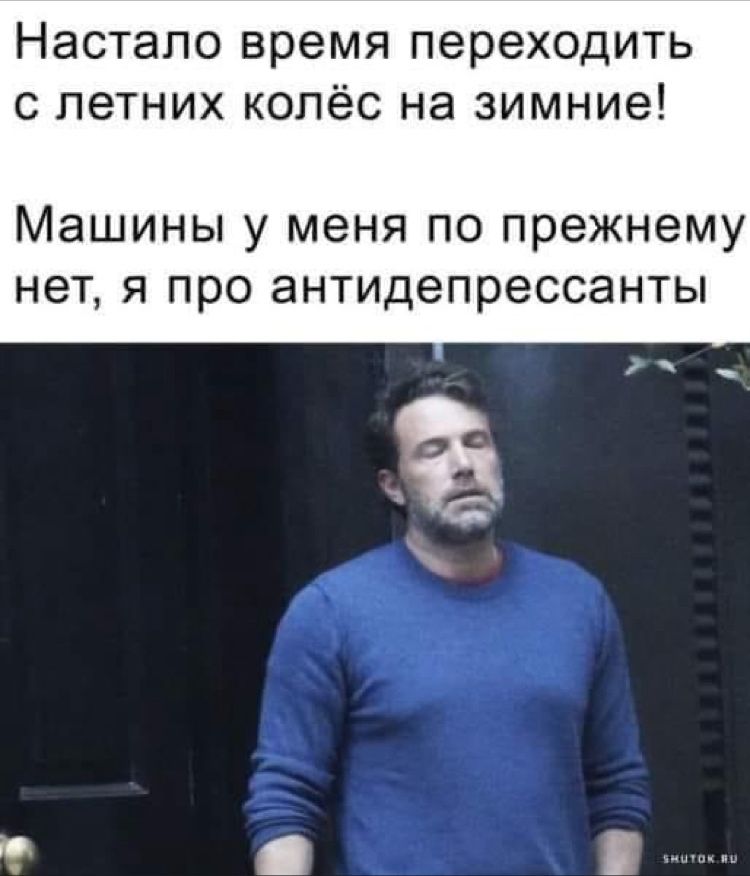 Настало время переходить
с летних колёс на зимние!
Машины у меня по прежнему
нет, я про антидепрессанты
SHUTOK.RU